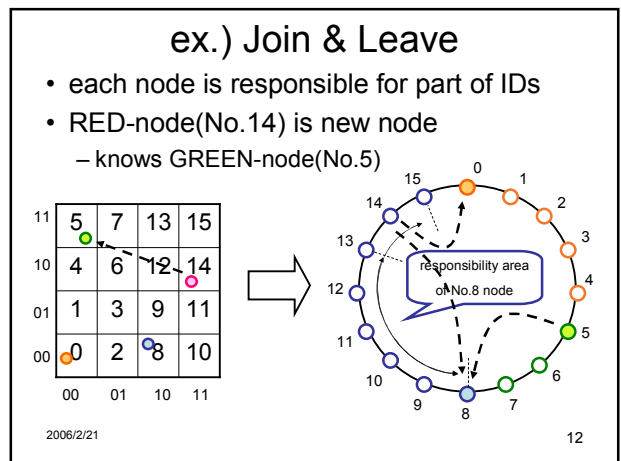 ex.) Join & Leave
• each node is responsible for part of IDs
• RED-node(No.14) is new node
– knows GREEN-node(No.5)
11 5 7 13 15
10 4 6 12 14
01 1 3 9 11
00 0 2 8 10
00 01 10 11
0
1
2
3
4
5
6
7
8
9
10
11
12
13
14
15
responsibility area
of No.8 node
2006/2/21
12